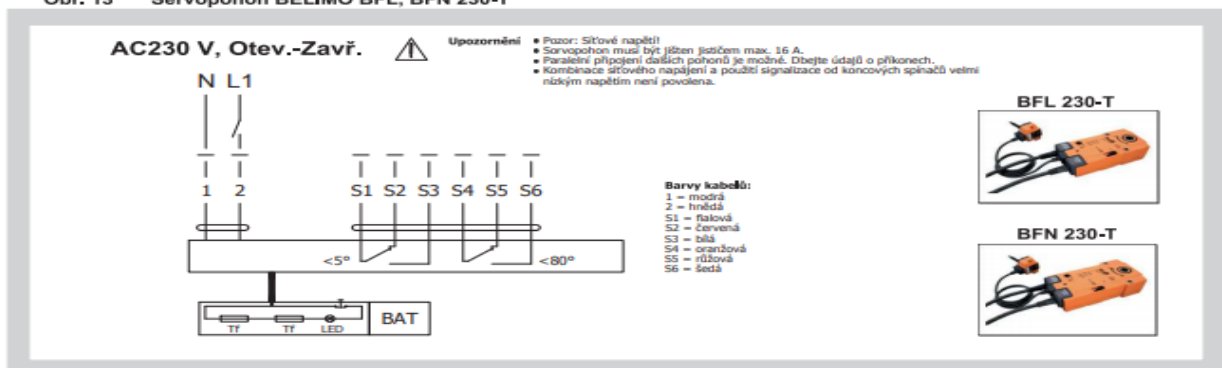 Obr. 13 Servopohon BELIMO BFL, BFN 230-T
AC230 V, Otev.-Zavř.
Upozornění
• Pozor: Síťové napětí!
• Sorvopohon musí být jišten jističem max. 16 A.
• Paralelní připojení dalších pohonů je možné. Dbejte údajů o příkonech.
• Kombinace síťového napájení a použití signalizace od koncových spínačů velmi
nízkým napětím není povolena.
N L1
1 2 S1 S2 S3 S4 S5 S6
<5° <80°
Tf Tf LED BAT
Barvy kabelů:
1 = modrá
2 = hnědá
S1 = fialová
S2 = červená
S3 = bílá
S4 = oranžová
S5 = růžová
S6 = šedá
BFL 230-T
BFN 230-T